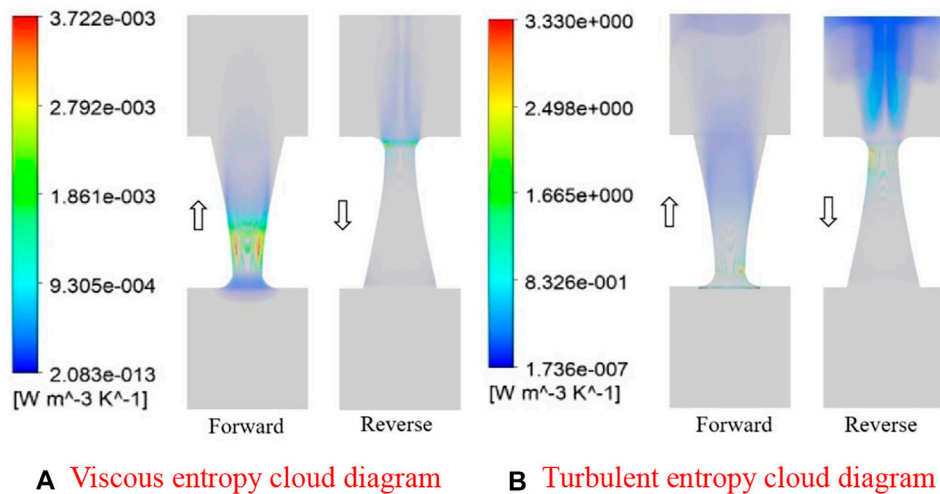 3.722e-003
2.792e-003
1.861e-003
9.305e-004
2.083e-013
[W m^-3 K^-1]
Forward
Reverse
3.330e+000
2.498e+000
1.665e+000
8.326e-001
1.736e-007
[W m^-3 K^-1]
Forward
Reverse
A Viscous entropy cloud diagram
B Turbulent entropy cloud diagram